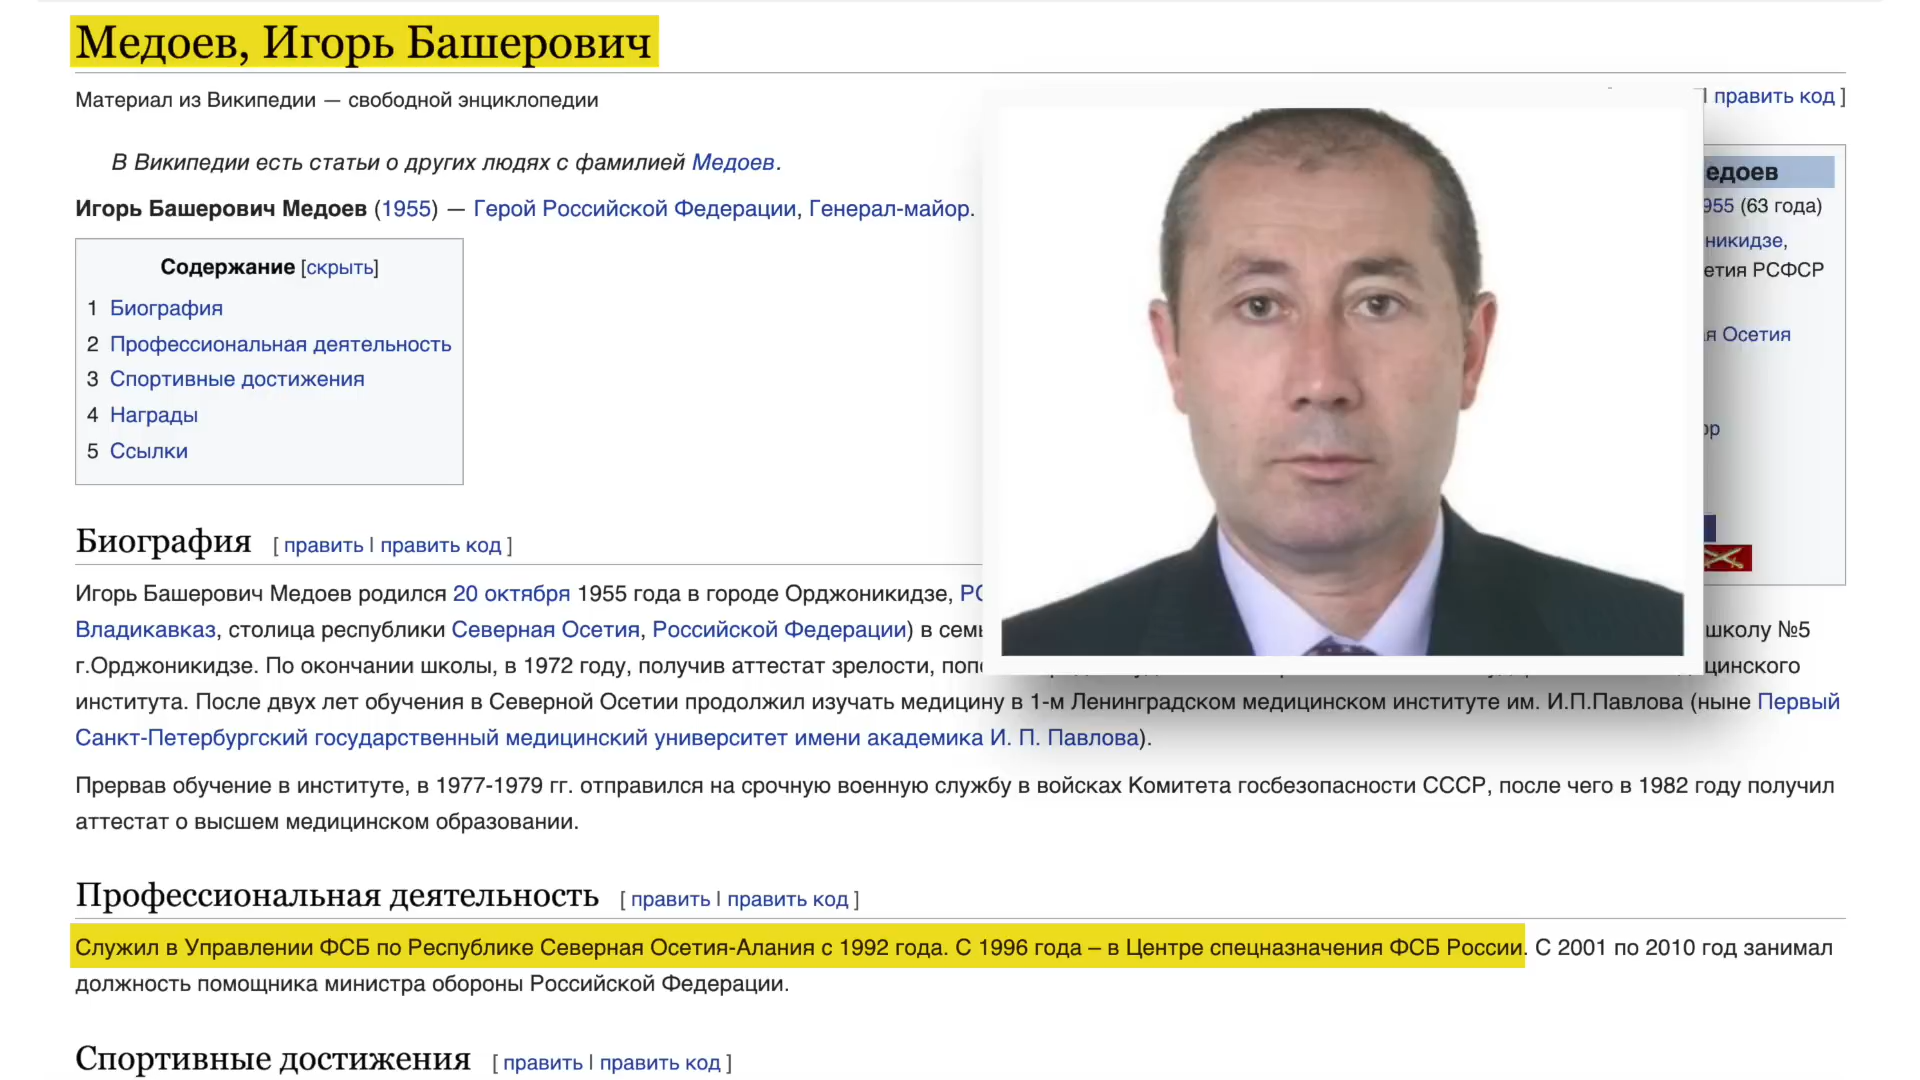 Медоев, Игорь Башерович
Материал из Википедии — свободной энциклопедии
править код ]
В Википедии есть статьи о других людях с фамилией Медоев.
Игорь Башерович Медоев (1955) — Герой Российской Федерации, Генерал-майор.
(63 года)
РСФСР
Осетия
Содержание [скрыть]
1 Биография
2 Профессиональная деятельность
3 Спортивные достижения
4 Награды
5 Ссылки
Биография [ править | править код ]
Игорь Башерович Медоев родился 20 октября 1955 года в городе Орджоникидзе,
Владикавказ, столица республики Северная Осетия, Российской Федерации) в школу №5
г.Орджоникидзе. По окончании школы, в 1972 году, получив аттестат зрелости,
института. После двух лет обучения в Северной Осетии продолжил изучать медицину в 1-м Ленинградском медицинском институте им. И.П.Павлова (ныне Первый
Санкт-Петербургский государственный медицинский университет имени академика И. П. Павлова).
Прервав обучение в институте, в 1977-1979 гг. отправился на срочную военную службу в войсках Комитета госбезопасности СССР, после чего в 1982 году получил
аттестат о высшем медицинском образовании.
Профессиональная деятельность [ править | править код ]
Служил в Управлении ФСБ по Республике Северная Осетия-Алания с 1992 года. С 1996 года – в Центре спецназначения ФСБ России. С 2001 по 2010 год занимал
должность помощника министра обороны Российской Федерации.
Спортивные достижения [ править | править код ]